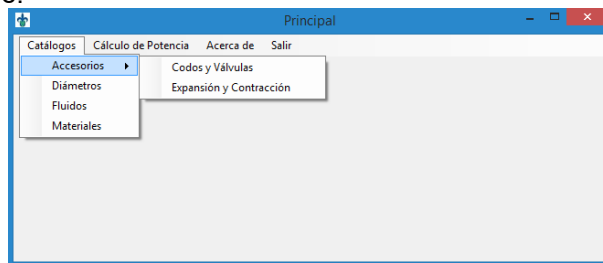 Principal
Catálogos Cálculo de Potencia Acerca de Salir
Accesorios Codos y Válvulas
Diámetros Expansión y Contracción
Fluidos
Materiales